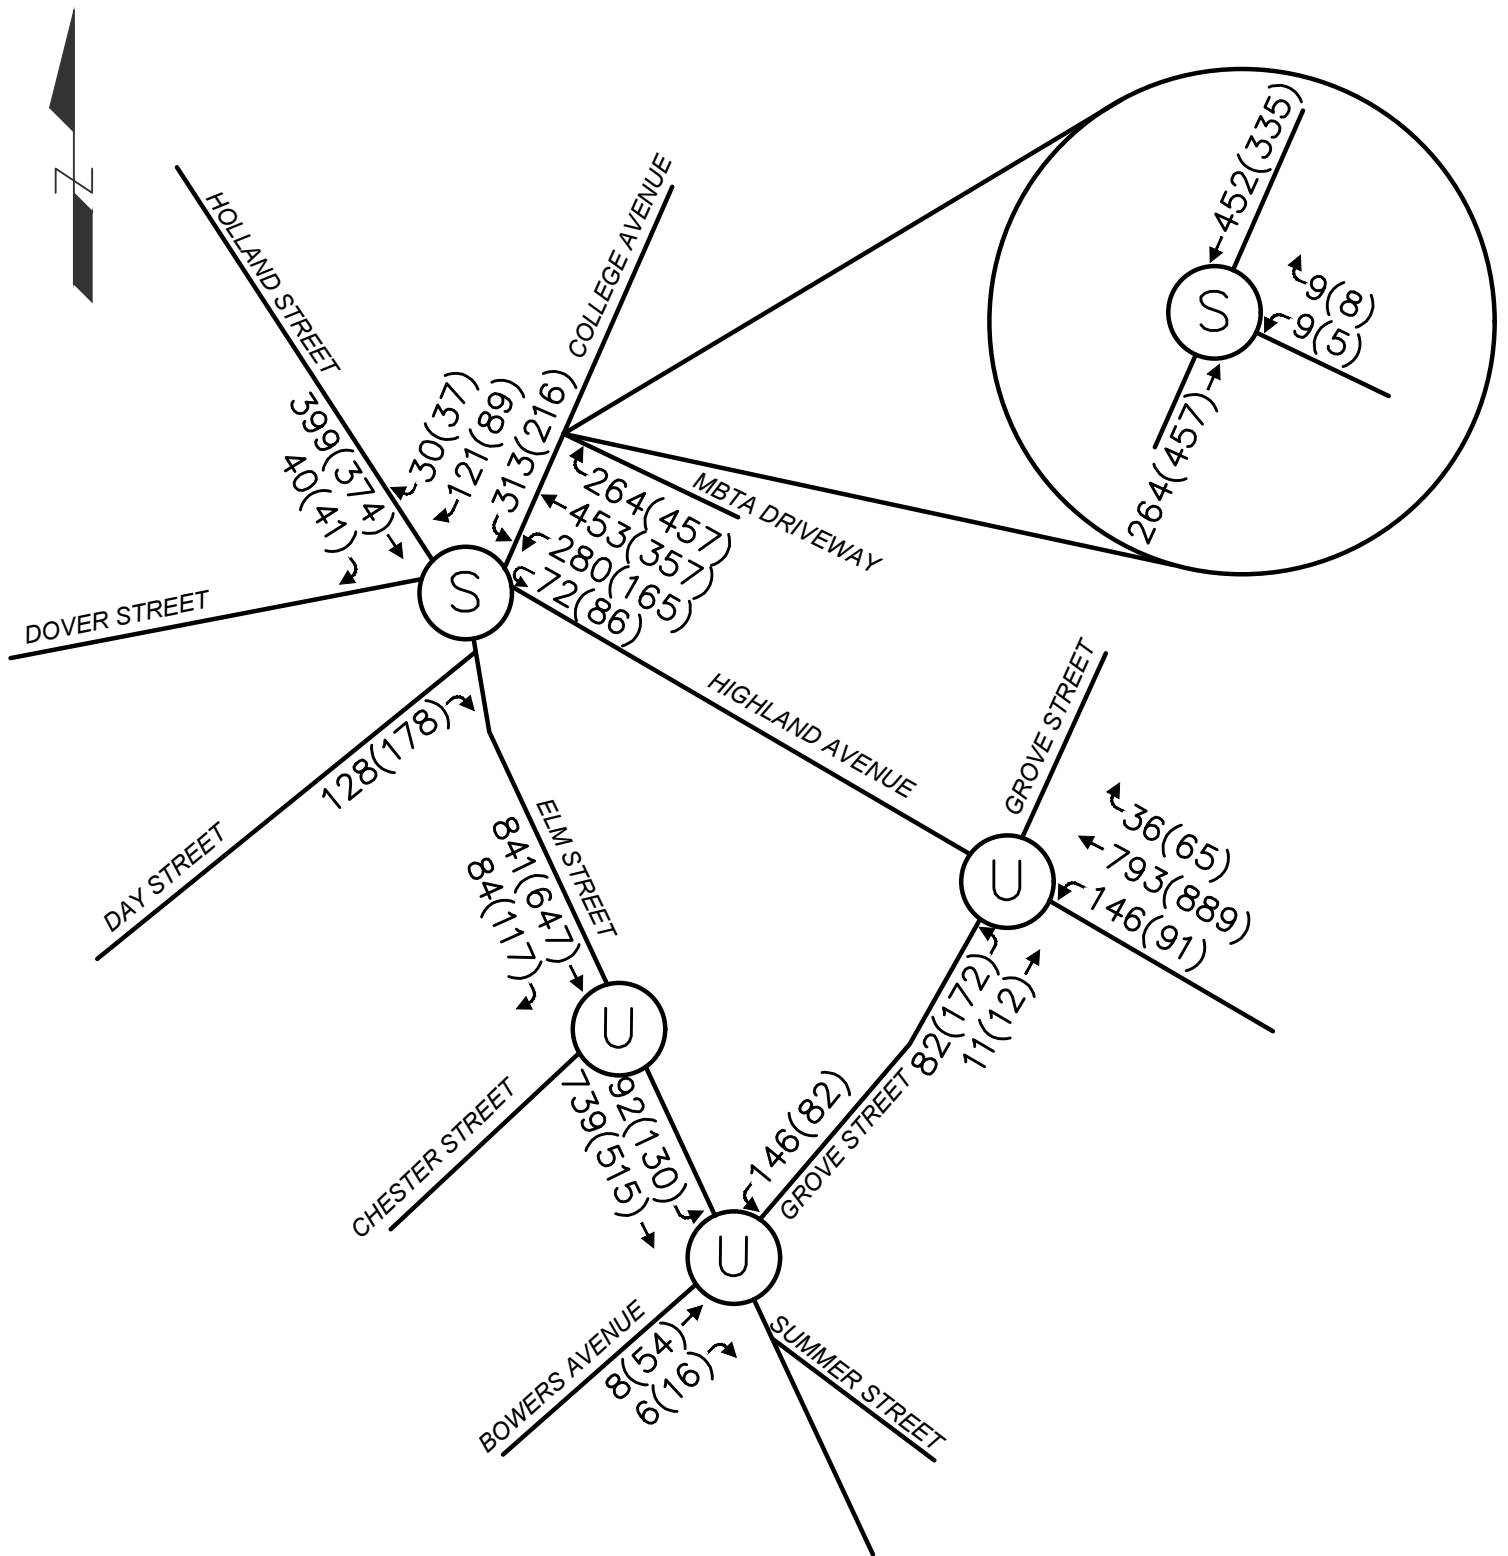 N
HOLLAND STREET
COLLEGE AVENUE
452(335)
S
9(8)
9(5)
264(457)
399(374)
40(41)
30(37)
121(89)
313(216)
264(457)
453(357)
280(165)
72(86)
MBTA DRIVEWAY
S
DOVER STREET
128(178)
DAY STREET
HIGHLAND AVENUE
GROVE STREET
36(65)
793(889)
146(91)
U
82(172)
11(12)
ELM STREET
841(647)
84(117)
U
CHESTER STREET
92(130)
739(515)
146(82)
GROVE STREET
U
BOWERS AVENUE
8(54)
6(16)
SUMMER STREET